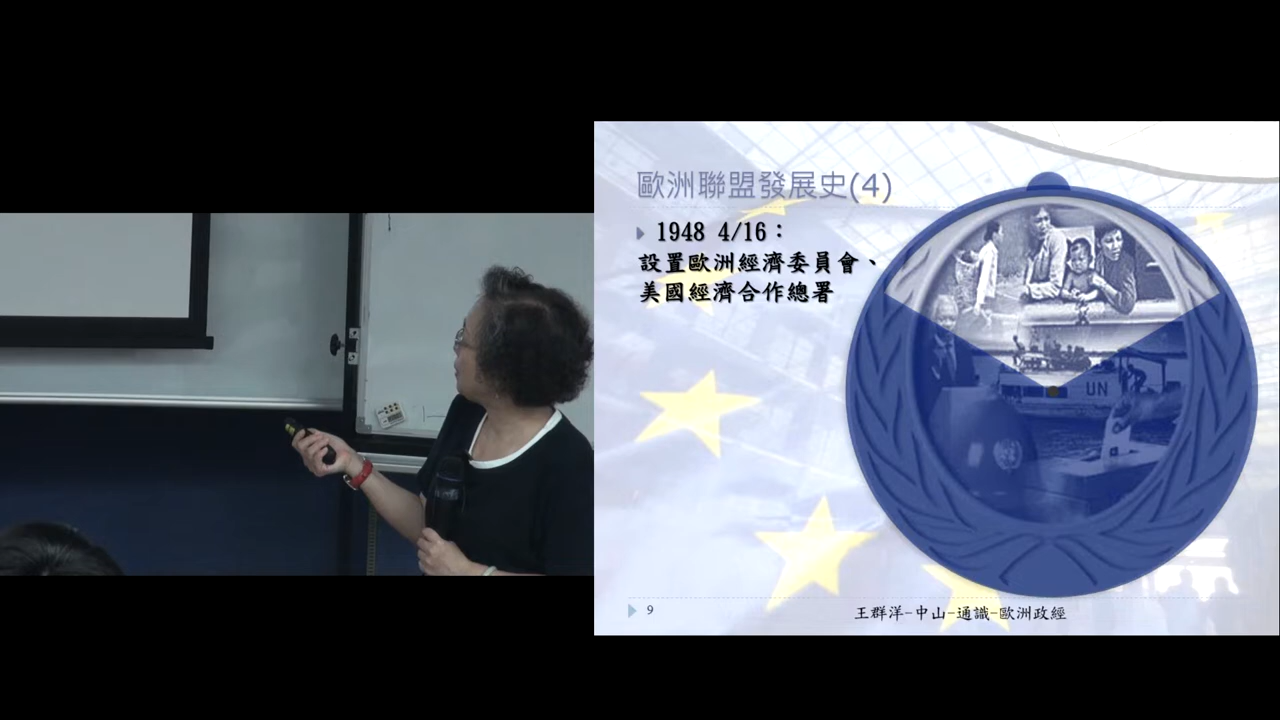 歐洲聯盟發展史(4)
1948 4/16：
設置歐洲經濟委員會、
美國經濟合作總署
UN
9
王群洋-中山-通識-歐洲政經